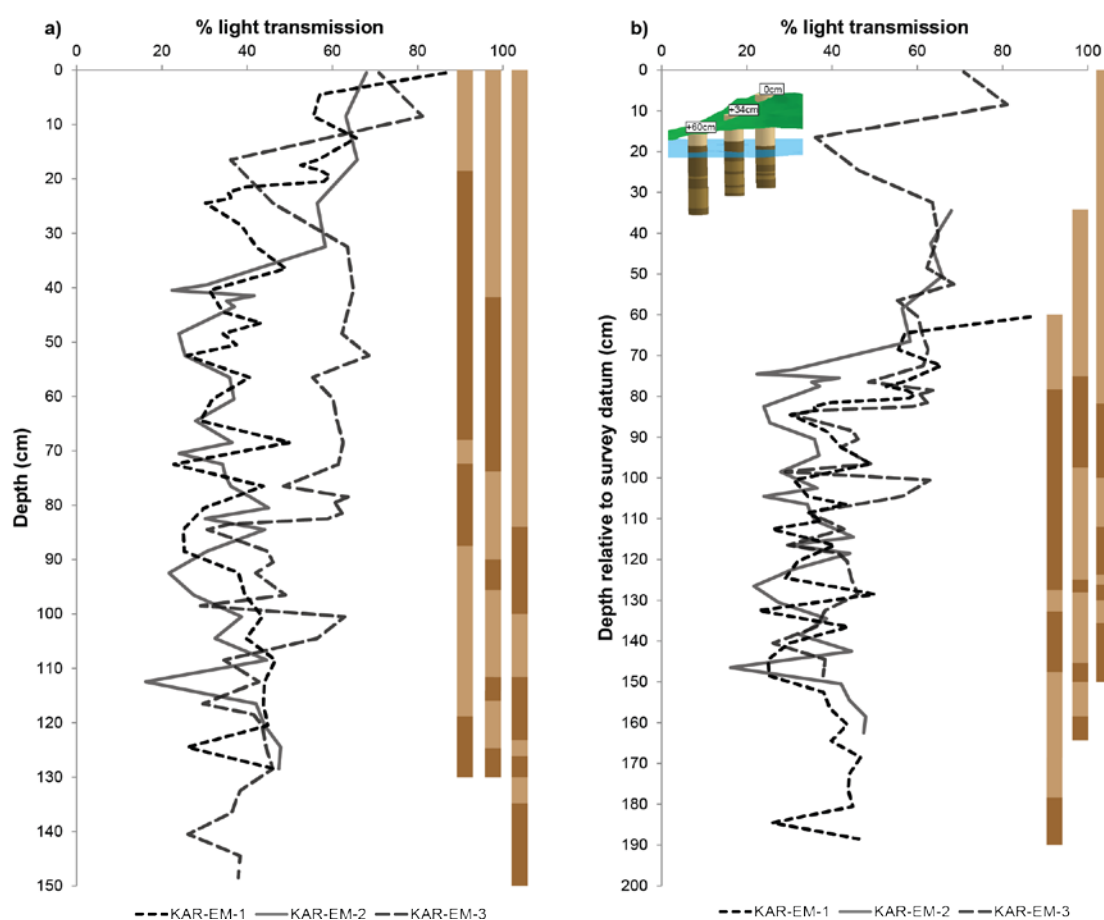 a)
% light transmission
0 20 40 60 80 100
0
10
20
30
40
50
60
70
80
90
100
110
120
130
140
150
Depth (cm)
KAR-EM-1 KAR-EM-2 KAR-EM-3
b)
% light transmission
0 20 40 60 80 100
0
10
20
30
40
50
60
70
80
90
100
110
120
130
140
150
160
170
180
190
200
Depth relative to survey datum (cm)
0cm
+34cm
+60cm
KAR-EM-1 KAR-EM-2 KAR-EM-3